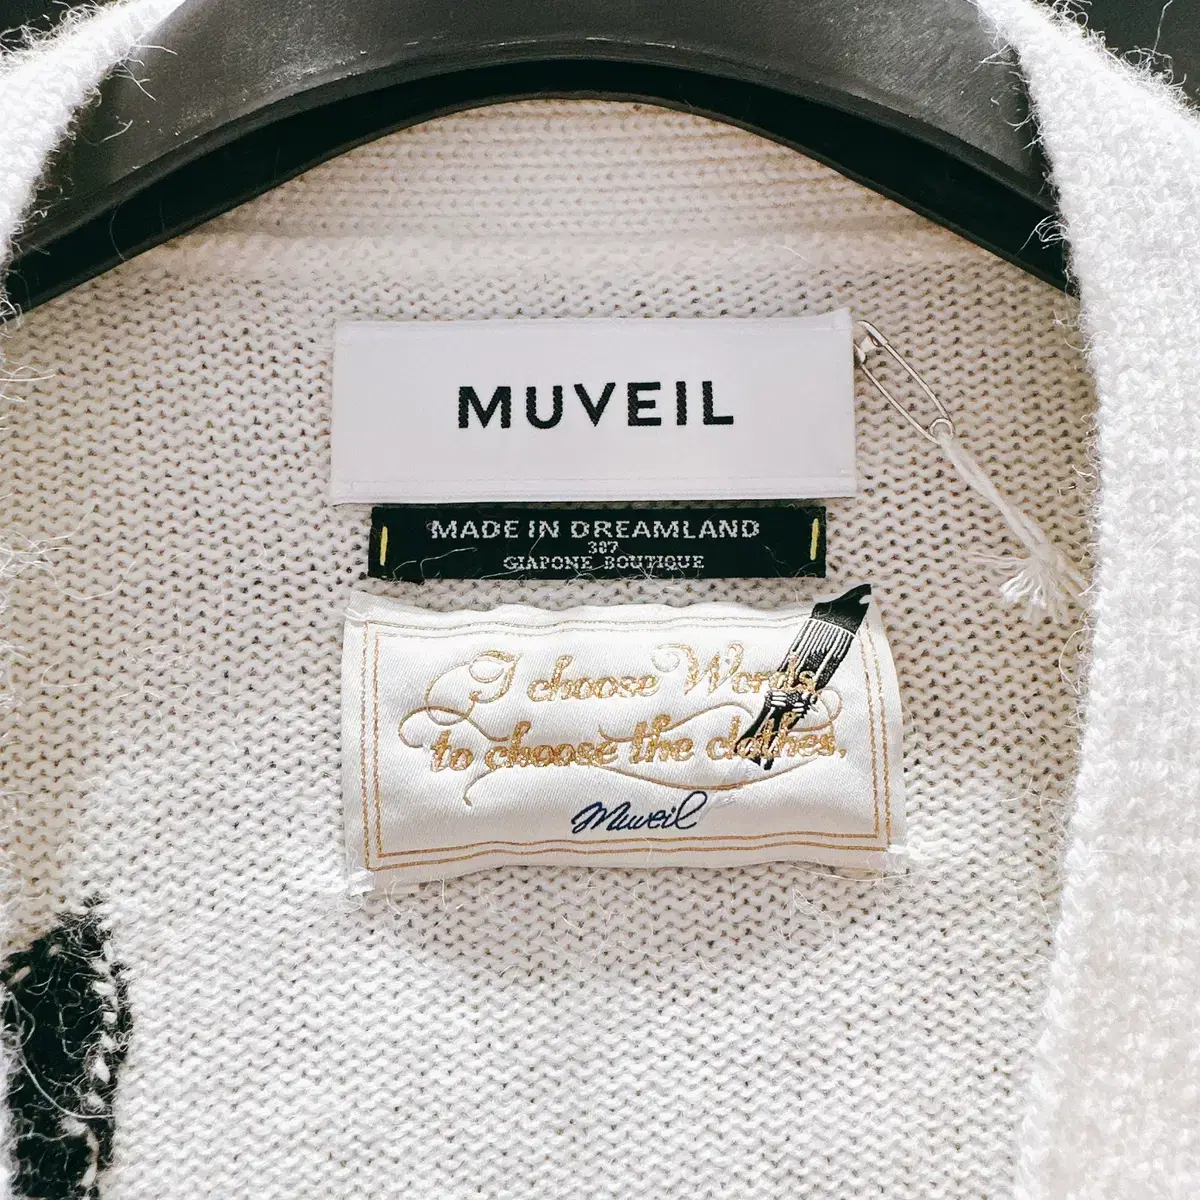 MUVEIL
MADE IN DREAMLAND
387
GIAPONE BOUTIQUE
I choose Words,
to choose the clothes.
Muveil